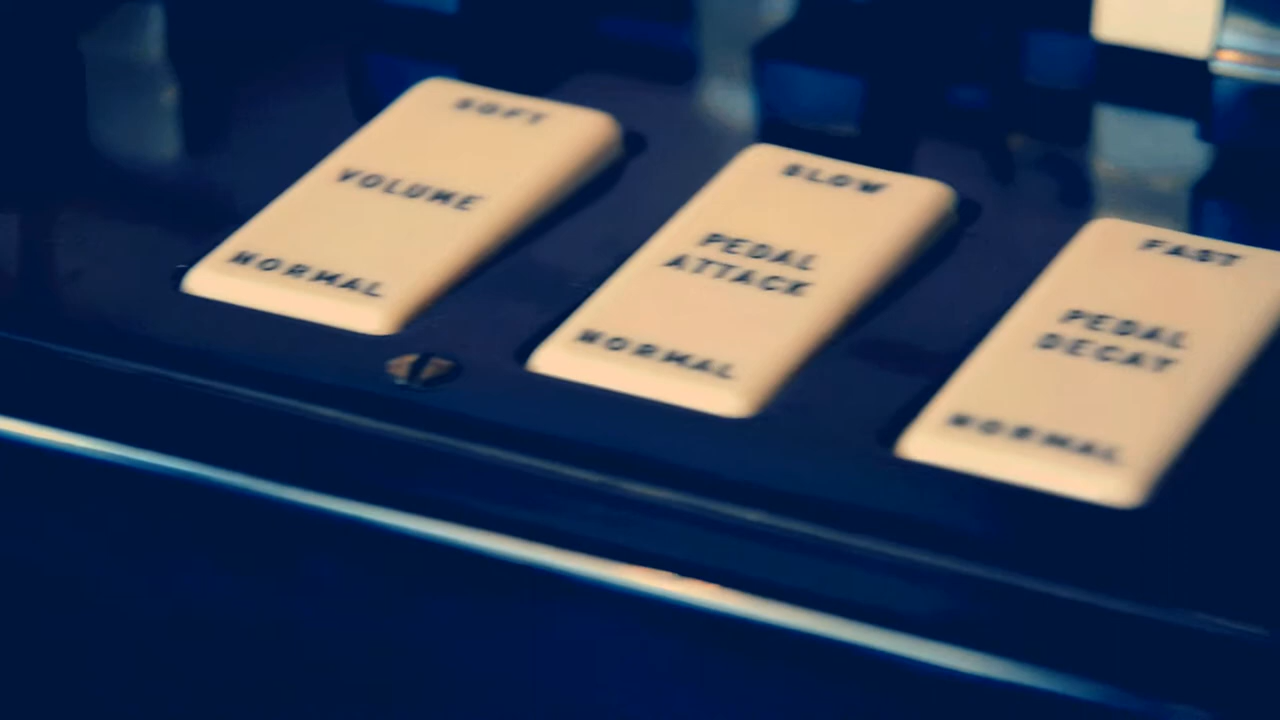 SOFT
VOLUME
NORMAL
SLOW
PEDAL
ATTACK
NORMAL
FAST
PEDAL
DECAY
NORMAL